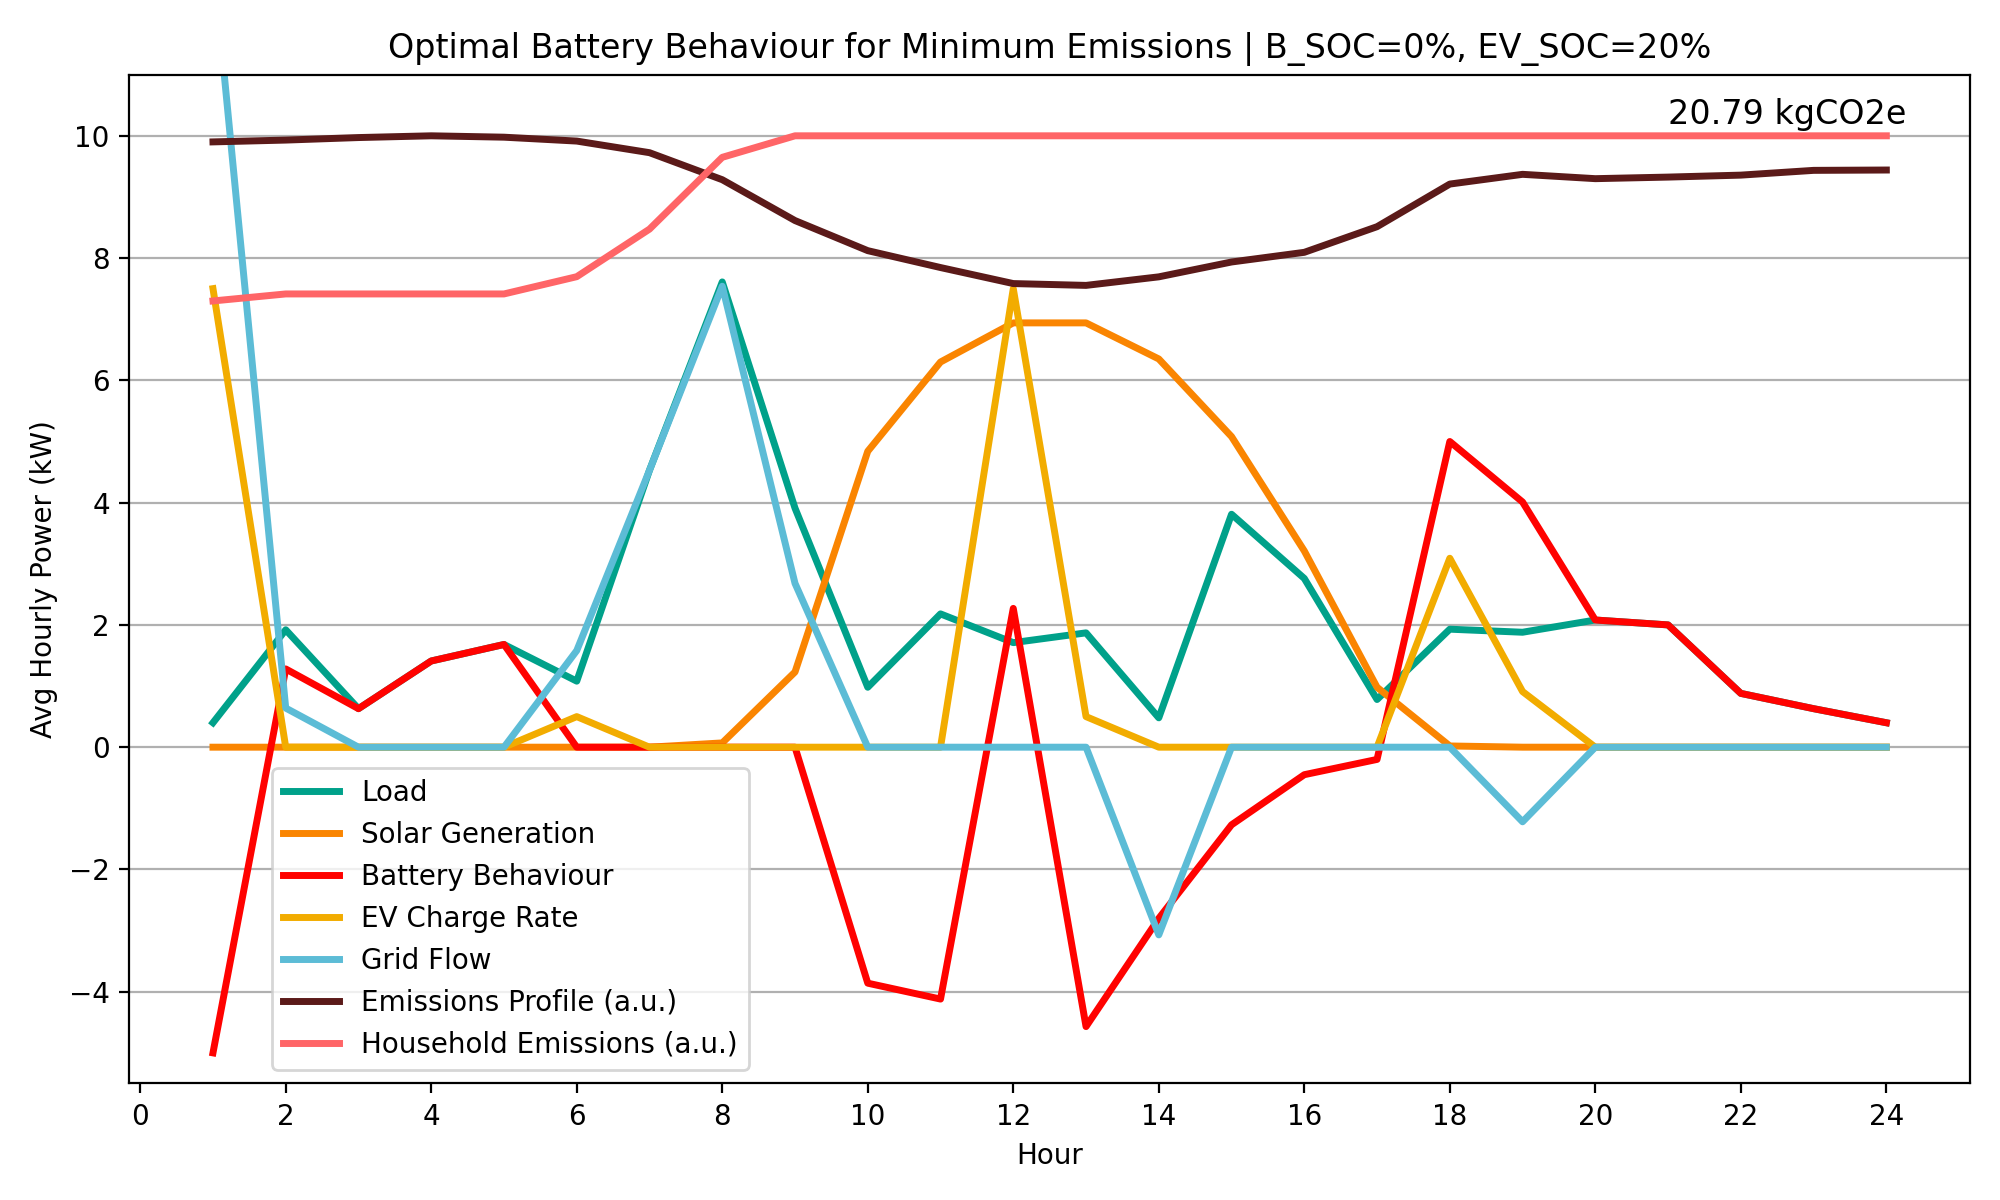 Optimal Battery Behaviour for Minimum Emissions | B_SOC=0%, EV_SOC=20%
20.79 kgCO2e
Avg Hourly Power (kW)
10
8
6
4
2
0
−2
−4
Load
Solar Generation
Battery Behaviour
EV Charge Rate
Grid Flow
Emissions Profile (a.u.)
Household Emissions (a.u.)
0 2 4 6 8 10 12 14 16 18 20 22 24
Hour